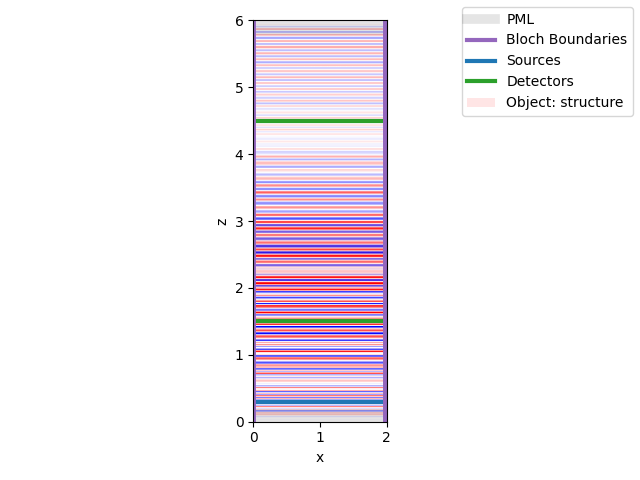 PML
Bloch Boundaries
Sources
Detectors
Object: structure
6
5
4
3
2
1
0
z
0 1 2
x